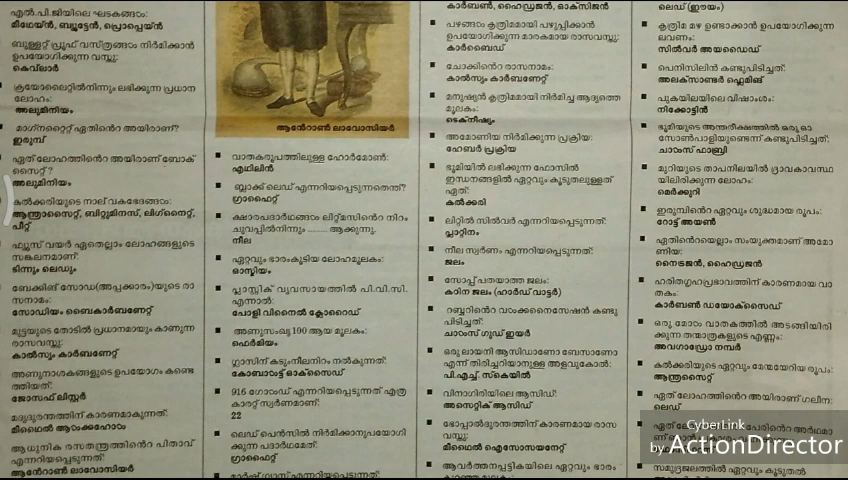 എൽ.പി.ജിയിലെ ഘടകങ്ങൾ:
മീഥേയ്ൻ, ബ്യൂട്ടേൻ, പ്രൊപ്പെയ്ൻ
ബുള്ളറ്റ് പ്രൂഫ് വസ്ത്രങ്ങൾ നിർമിക്കാൻ
ഉപയോഗിക്കുന്ന വസ്തു:
കെവ്‌ലാർ
ക്രയോലൈറ്റിൽനിന്നും ലഭിക്കുന്ന പ്രധാന
ലോഹം:
അലൂമിനിയം
മാഗ്നറ്റൈറ്റ് ഏതിന്റെ അയിരാണ്?
ഇരുമ്പ്
ഏത് ലോഹത്തിന്റെ അയിരാണ് ബോക്
സൈറ്റ്?
അലൂമിനിയം
കൽക്കരിയുടെ നാല് വകഭേദങ്ങൾ:
ആന്ത്രാസൈറ്റ്, ബിറ്റുമിനസ്, ലിഗ്നൈറ്റ്,
പീറ്റ്
ഫ്യൂസ് വയർ ഏതെല്ലാം ലോഹങ്ങളുടെ
സങ്കലനമാണ്:
ടിന്നും ലെഡും
ബേക്കിങ് സോഡ(അപ്പക്കാരം)യുടെ രാ
സനാമം:
സോഡിയം ബൈകാർബണേറ്റ്
മുട്ടയുടെ തോടിൽ പ്രധാനമായും കാണുന്ന
രാസവസ്തു:
കാൽസ്യം കാർബണേറ്റ്
അണുനാശകങ്ങളുടെ ഉപയോഗം കണ്ടെ
ത്തിയത്:
ജോസഫ് ലിസ്റ്റർ
മദ്യദുരന്തത്തിന് കാരണമാകുന്നത്:
മീഥൈൽ ആൽക്കഹോൾ
ആധുനിക രസതന്ത്രത്തിന്റെ പിതാവ്
എന്നറിയപ്പെടുന്നത്:
ആന്റോൺ ലാവോസിയർ
ആന്റോൺ ലാവോസിയർ
വാതകരൂപത്തിലുള്ള ഹോർമോൺ:
എഥിലിൻ
ബ്ലാക്ക് ലെഡ് എന്നറിയപ്പെടുന്നതെന്ത്?
ഗ്രാഫൈറ്റ്
ക്ഷാരപദാർഥങ്ങൾ ലിറ്റ്മസിന്റെ നിറം
ചുവപ്പിൽനിന്നും ........ ആക്കുന്നു.
നീല
ഏറ്റവും ഭാരംകൂടിയ ലോഹമൂലകം:
ഓസ്മിയം
പ്ലാസ്റ്റിക് വ്യവസായത്തിൽ പി.വി.സി.
എന്നാൽ:
പോളി വിനൈൽ ക്ലോറൈഡ്
അണുസംഖ്യ 100 ആയ മൂലകം:
ഫെർമിയം
ഗ്ലാസിന് കടുംനീലനിറം നൽകുന്നത്:
കോബാൾട്ട് ഓക്സൈഡ്
916 ഗോൾഡ് എന്നറിയപ്പെടുന്നത് എത്ര
കാരറ്റ് സ്വർണമാണ്:
22
ലെഡ് പെൻസിൽ നിർമിക്കാനുപയോഗി
ക്കുന്ന പദാർഥമേത്:
ഗ്രാഫൈറ്റ്
കാർബൺ, ഹൈഡ്രജൻ, ഓക്സിജൻ
പഴങ്ങൾ കൃത്രിമമായി പഴുപ്പിക്കാൻ
ഉപയോഗിക്കുന്ന മാരകമായ രാസവസ്തു:
കാർബൈഡ്
ചോക്കിന്റെ രാസനാമം:
കാൽസ്യം കാർബണേറ്റ്
മനുഷ്യൻ കൃത്രിമമായി നിർമിച്ച ആദ്യത്തെ
മൂലകം:
ടെക്നീഷ്യം
അമോണിയ നിർമിക്കുന്ന പ്രക്രിയ:
ഹേബർ പ്രക്രിയ
ഭൂമിയിൽ ലഭിക്കുന്ന ഫോസിൽ
ഇന്ധനങ്ങളിൽ ഏറ്റവും കൂടുതലുള്ളത്
ഏത്:
കൽക്കരി
ലിറ്റിൽ സിൽവർ എന്നറിയപ്പെടുന്നത്:
പ്ലാറ്റിനം
നീല സ്വർണം എന്നറിയപ്പെടുന്നത്:
ജലം
സോപ്പ് പതയാത്ത ജലം:
കഠിന ജലം (ഹാർഡ് വാട്ടർ)
റബ്ബറിന്റെ വൾക്കനൈസേഷൻ കണ്ടു
പിടിച്ചത്:
ചാൾസ് ഗുഡ് ഇയർ
ഒരു ലായനി ആസിഡാണോ ബേസാണോ
എന്ന് തിരിച്ചറിയാനുള്ള അളവുകോൽ:
പി.എച്ച്. സ്കെയിൽ
വിനാഗിരിയിലെ ആസിഡ്:
അസെറ്റിക് ആസിഡ്
ഭോപ്പാൽദുരന്തത്തിന് കാരണമായ രാസ
വസ്തു:
മീഥൈൽ ഐസോസയനേറ്റ്
ആവർത്തനപ്പട്ടികയിലെ ഏറ്റവും ഭാരം
ലെഡ് (ഈയം)
കൃത്രിമ മഴ ഉണ്ടാക്കാൻ ഉപയോഗിക്കുന്ന
ലവണം:
സിൽവർ അയഡൈഡ്
പെനിസിലിൻ കണ്ടുപിടിച്ചത്:
അലക്സാണ്ടർ ഫ്ലെമിങ്
പുകയിലയിലെ വിഷാംശം:
നിക്കോട്ടിൻ
ഭൂമിയുടെ അന്തരീക്ഷത്തിൽ ഒരു ഓ
സോൺപാളിയുണ്ടെന്ന് കണ്ടുപിടിച്ചത്:
ചാൾസ് ഫാബ്രി
മുറിയുടെ താപനിലയിൽ ദ്രാവകാവസ്ഥ
യിലിരിക്കുന്ന ലോഹം:
മെർക്കുറി
ഇരുമ്പിന്റെ ഏറ്റവും ശുദ്ധമായ രൂപം:
റോട്ട് അയൺ
ഏതിന്റെയെല്ലാം സംയുക്തമാണ് അമോ
ണിയ:
നൈട്രജൻ, ഹൈഡ്രജൻ
ഹരിതഗൃഹപ്രഭാവത്തിന് കാരണമായ വാ
തകം:
കാർബൺ ഡയോക്സൈഡ്
ഒരു മോൾ വാതകത്തിൽ അടങ്ങിയിരി
ക്കുന്ന തന്മാത്രകളുടെ എണ്ണം:
അവഗാഡ്രോ നമ്പർ
കൽക്കരിയുടെ ഏറ്റവും മേന്മയേറിയ രൂപം:
ആന്ത്രസൈറ്റ്
ഏത് ലോഹത്തിന്റെ അയിരാണ് ഗലീന:
ലെഡ്
പേരിന്റെ അർഥമാ
സമുദ്രജലത്തിൽ ഏറ്റവും കൂടുതൽ
CyberLink
by ActionDirector